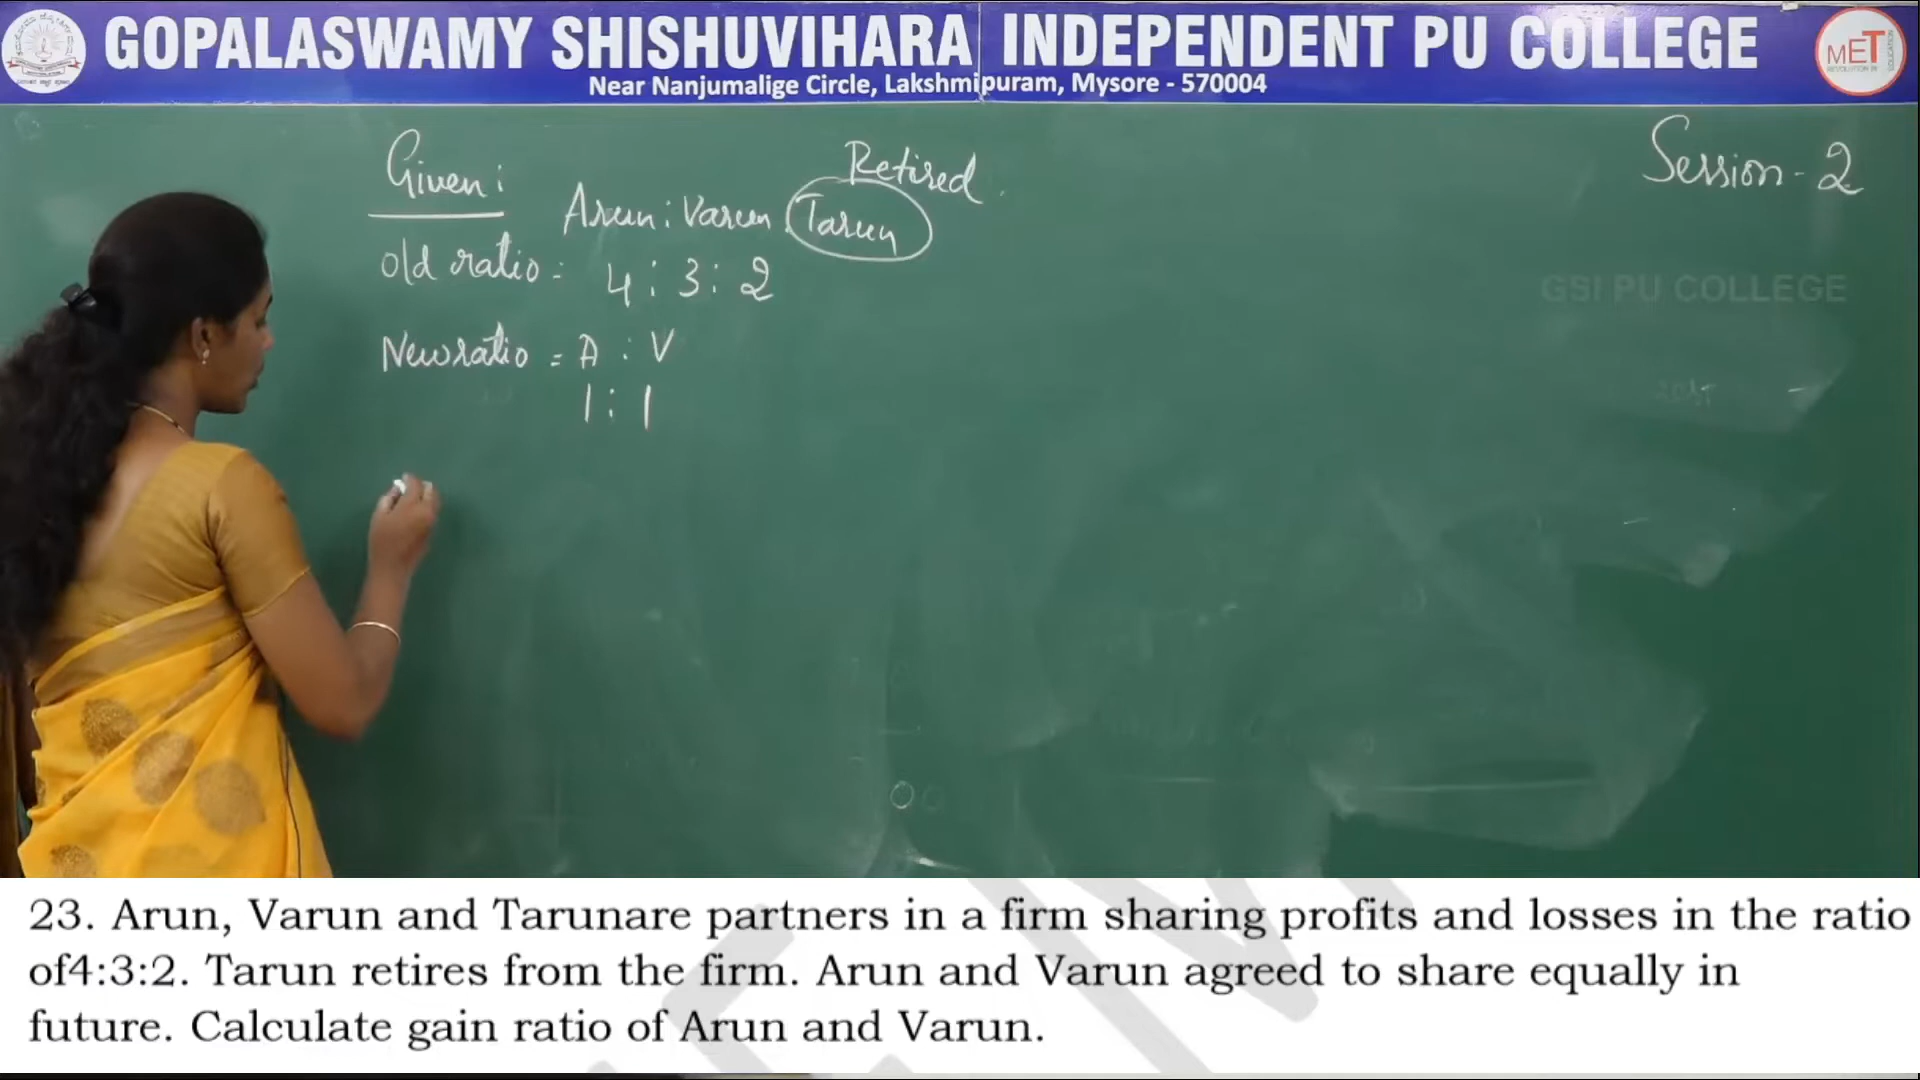 GOPALASWAMY SHISHUVIHARA INDEPENDENT PU COLLEGE
Near Nanjumalige Circle, Lakshmipuram, Mysore - 570004
MET
Given:
Retired
Session - 2
Arun : Varun : Tarun
old ratio = 4 : 3 : 2
GSI PU COLLEGE
New ratio = A : V
1 : 1
23. Arun, Varun and Tarunare partners in a firm sharing profits and losses in the ratio
of4:3:2. Tarun retires from the firm. Arun and Varun agreed to share equally in
future. Calculate gain ratio of Arun and Varun.